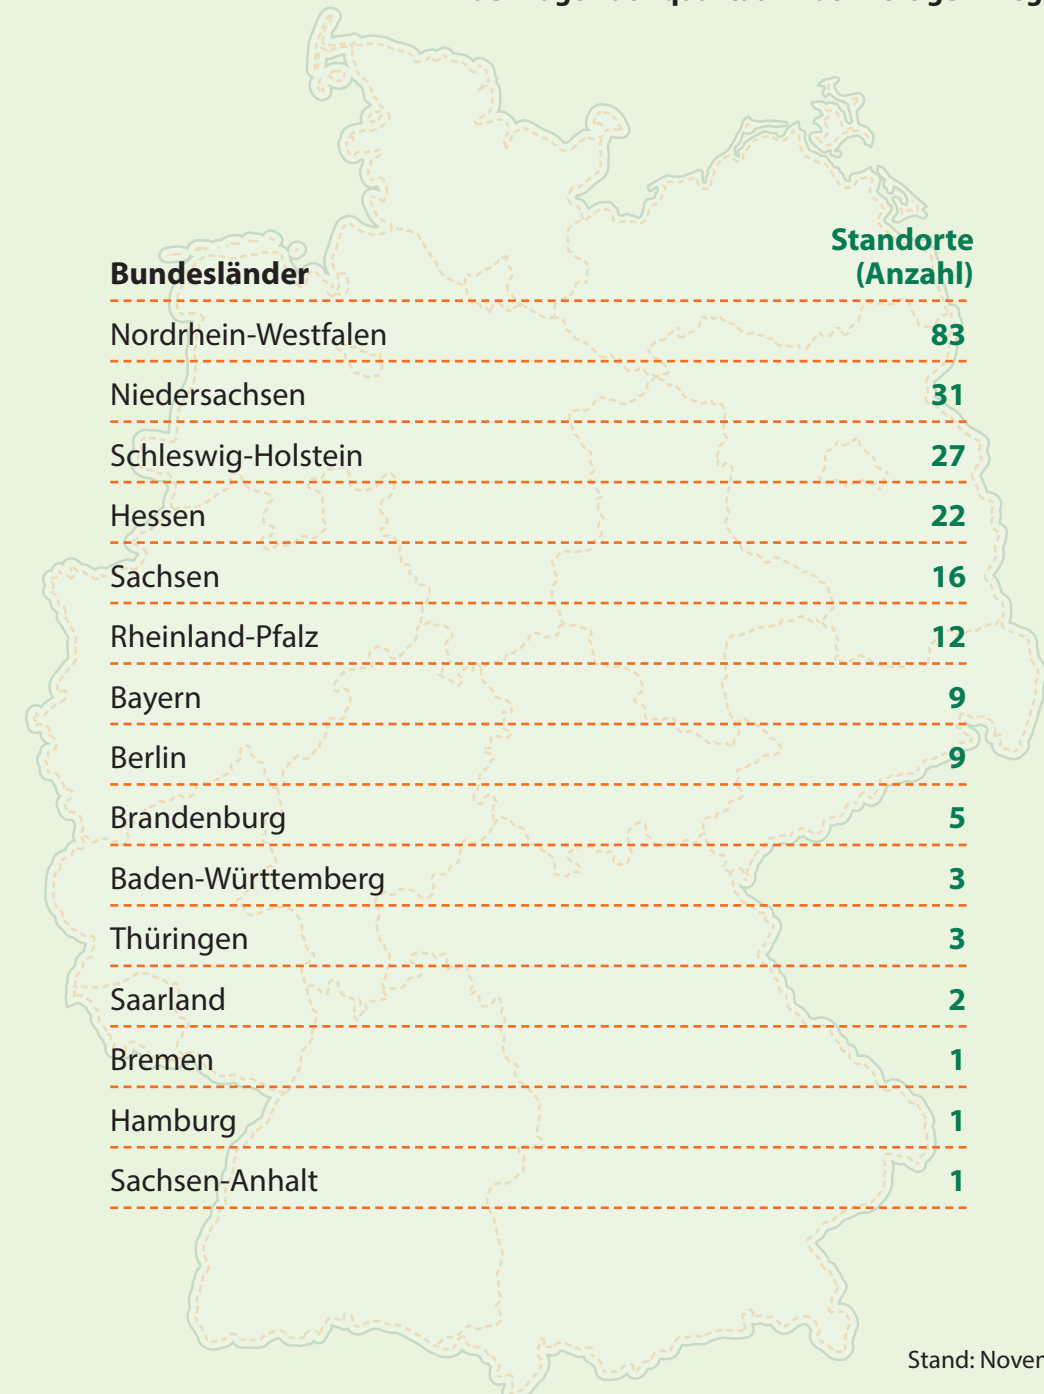 Bundesländer
Standorte
(Anzahl)
Nordrhein-Westfalen 83
Niedersachsen 31
Schleswig-Holstein 27
Hessen 22
Sachsen 16
Rheinland-Pfalz 12
Bayern 9
Berlin 9
Brandenburg 5
Baden-Württemberg 3
Thüringen 3
Saarland 2
Bremen 1
Hamburg 1
Sachsen-Anhalt 1
Stand: